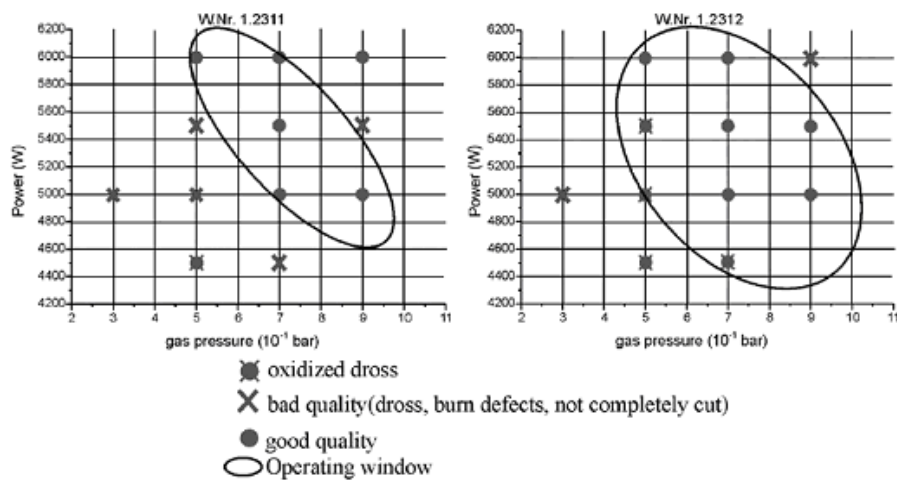 W.Nr. 1.2311
6200
6000
5800
5600
5400
5200
5000
4800
4600
4400
4200
Power (W)
2 3 4 5 6 7 8 9 10 11
gas pressure (10⁻¹ bar)
W.Nr. 1.2312
6200
6000
5800
5600
5400
5200
5000
4800
4600
4400
4200
Power (W)
2 3 4 5 6 7 8 9 10 11
gas pressure (10⁻¹ bar)
oxidized dross
bad quality(dross, burn defects, not completely cut)
good quality
Operating window